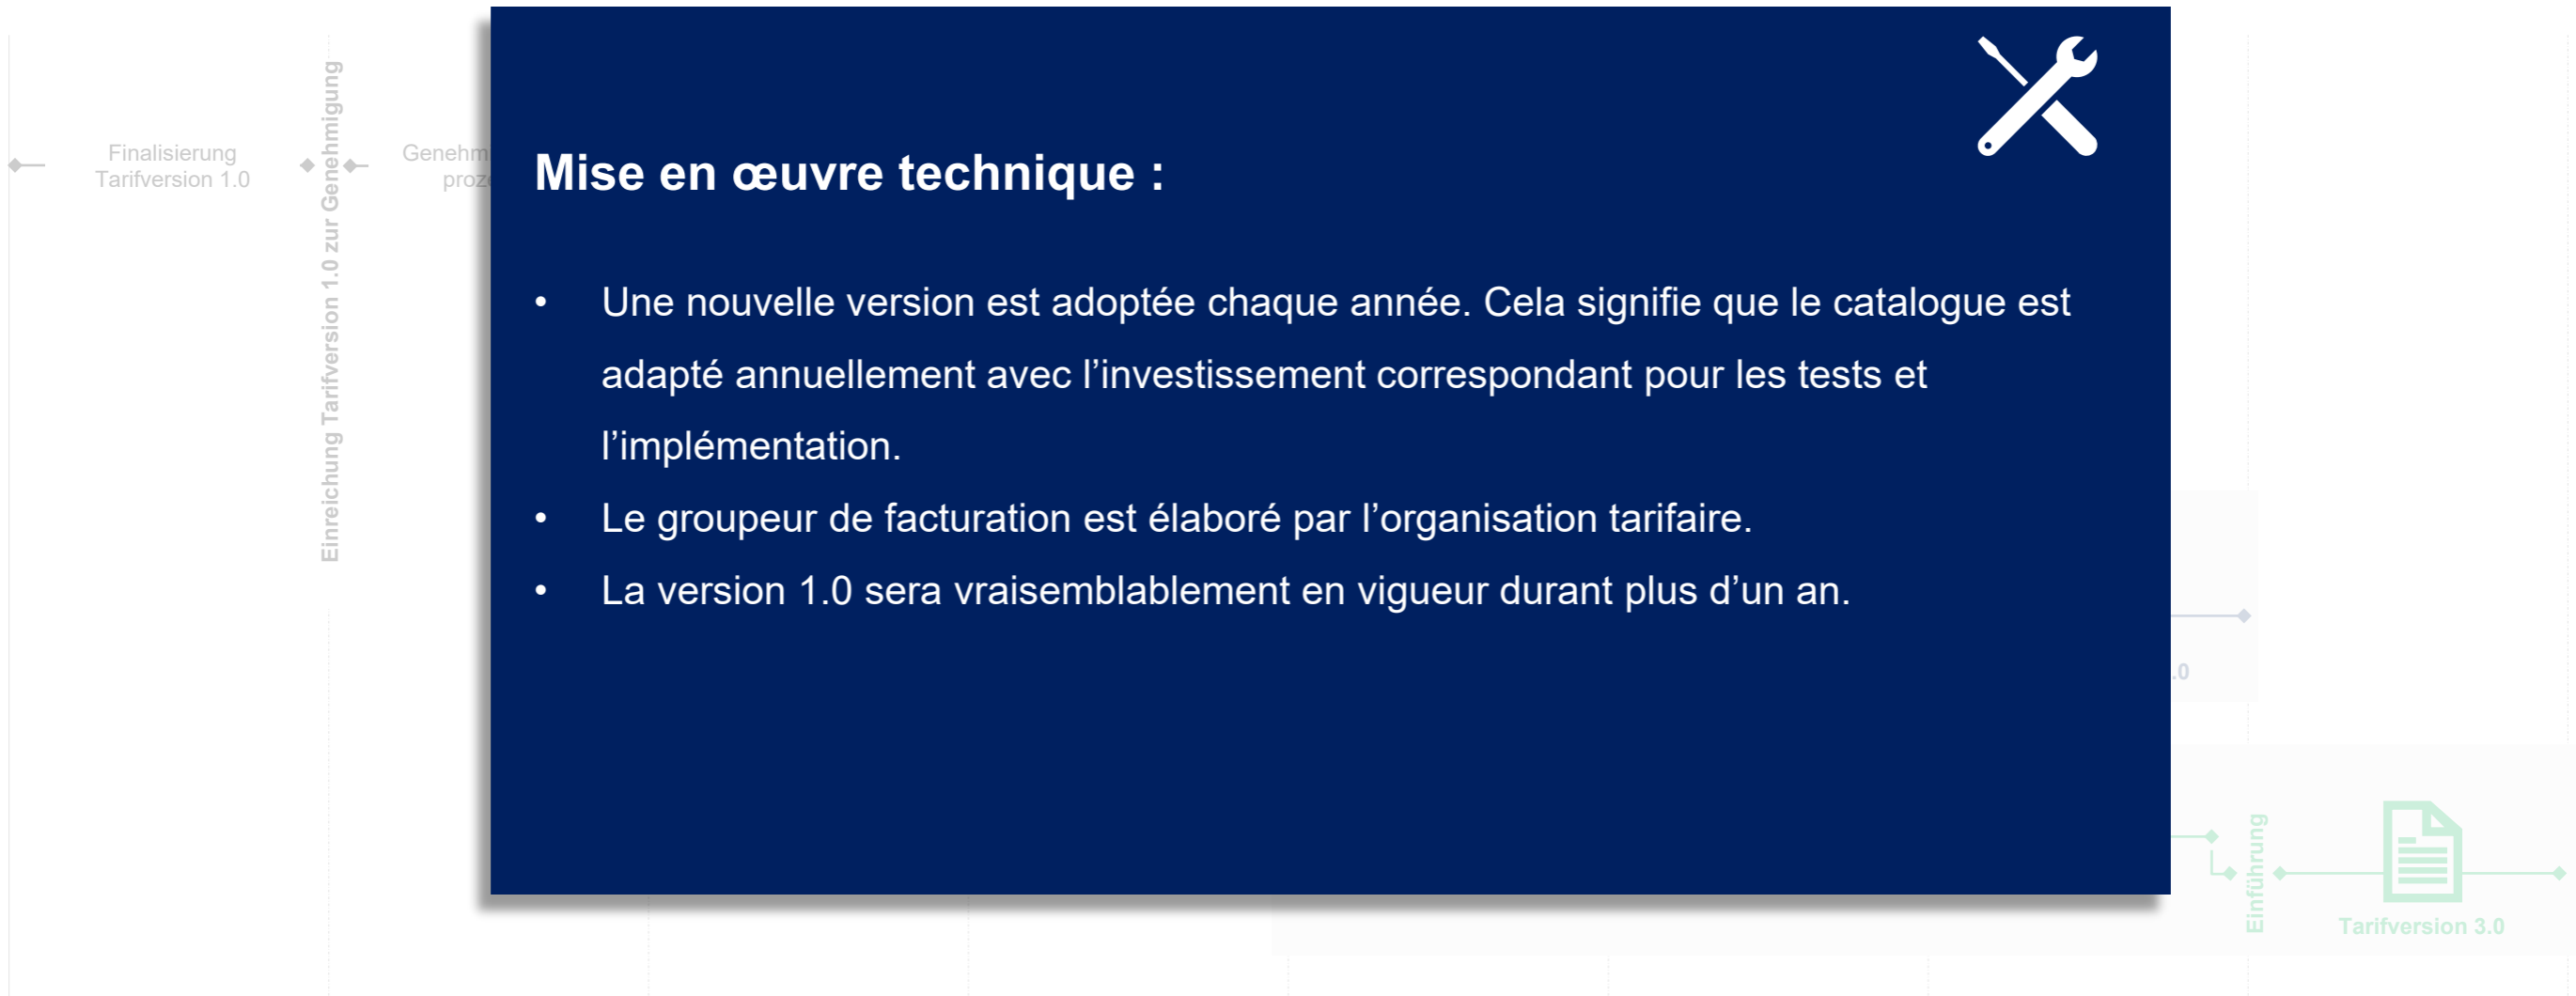 Finalisierung
Tarifversion 1.0
Einreichung Tarifversion 1.0 zur Genehmigung
Mise en œuvre technique :
• Une nouvelle version est adoptée chaque année. Cela signifie que le catalogue est
adapté annuellement avec l’investissement correspondant pour les tests et
l’implémentation.
• Le groupeur de facturation est élaboré par l’organisation tarifaire.
• La version 1.0 sera vraisemblablement en vigueur durant plus d’un an.
.0
Einführung
Tarifversion 3.0